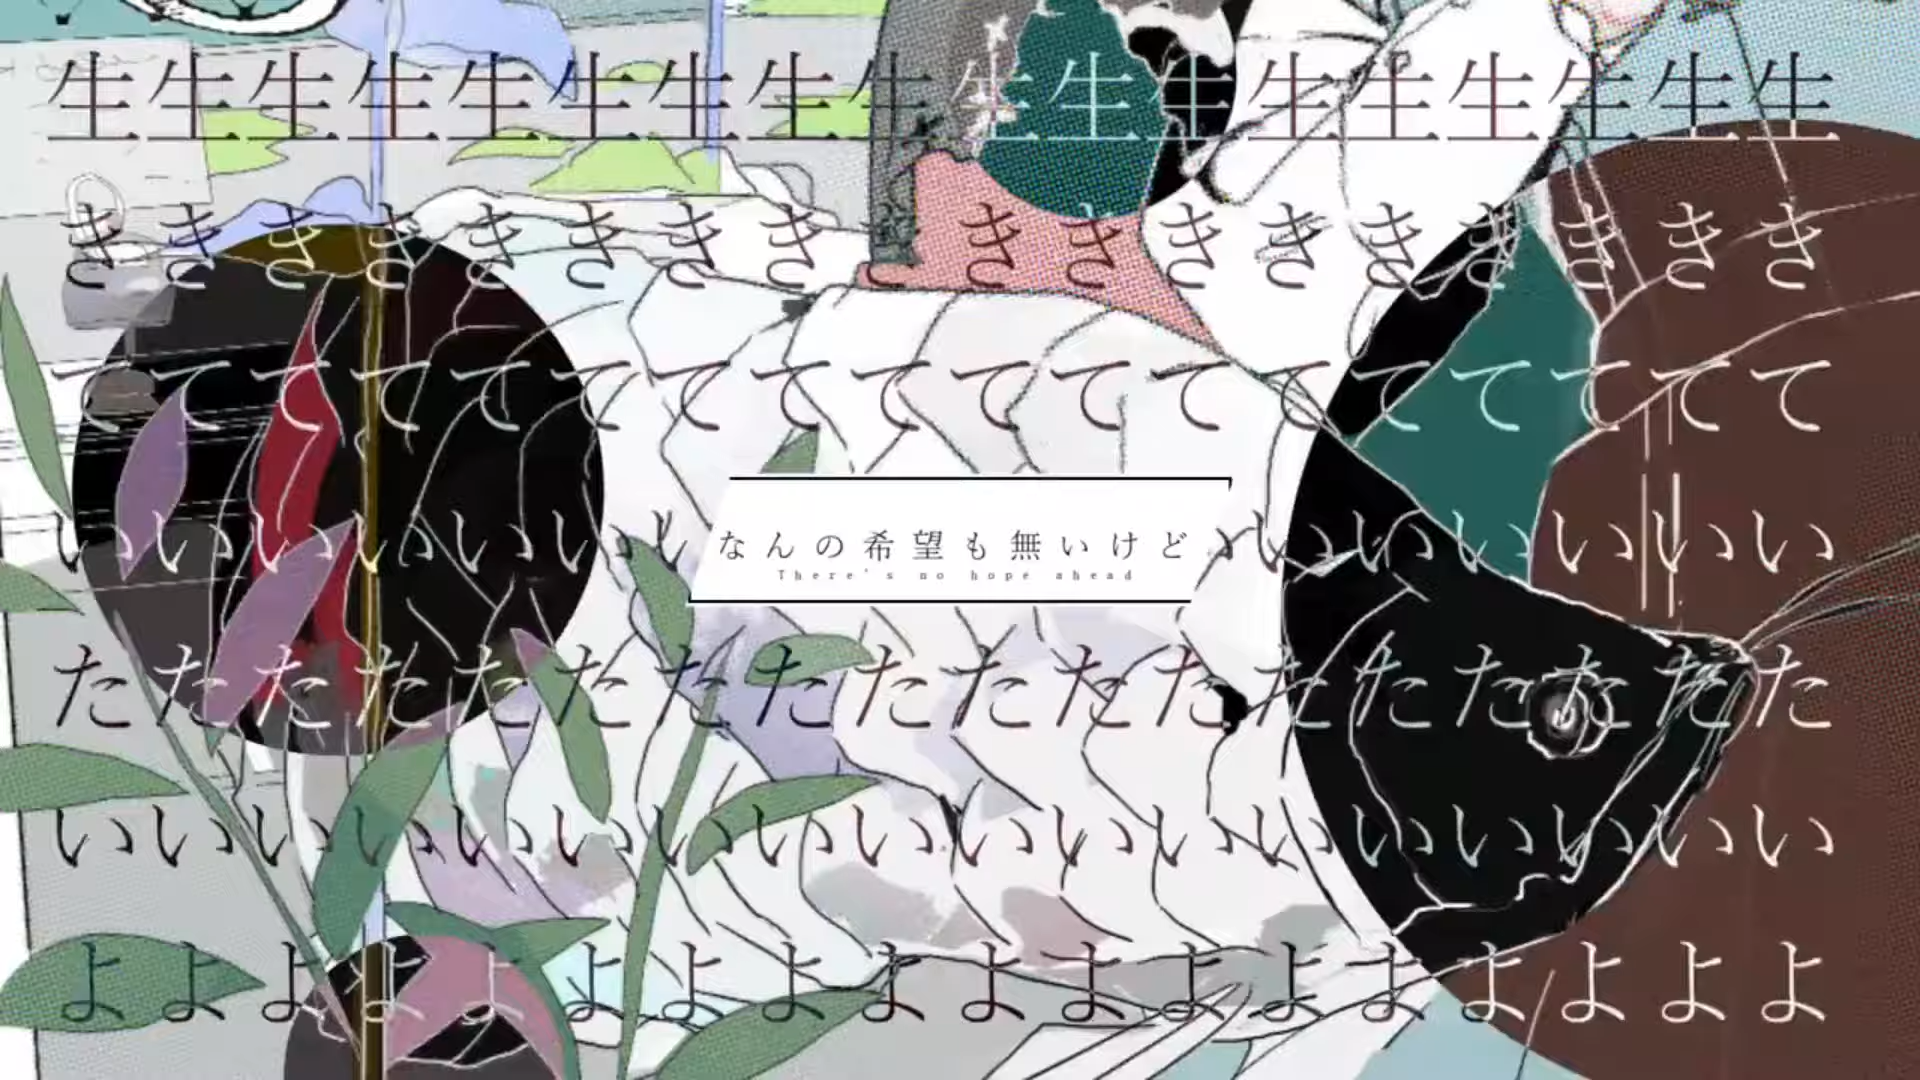 生生生生生生生生生生生生生生生生生生
きききききききききききききききききき
てててててててててててててててててて
いいいいいいいいいいいいいい
なんの希望も無いけど
There's no hope ahead
たたたたたたたたたたたたたたたたたた
いいいいいいいいいいいいいいいいいい
よよよよよよよよよよよよよよよよよよ